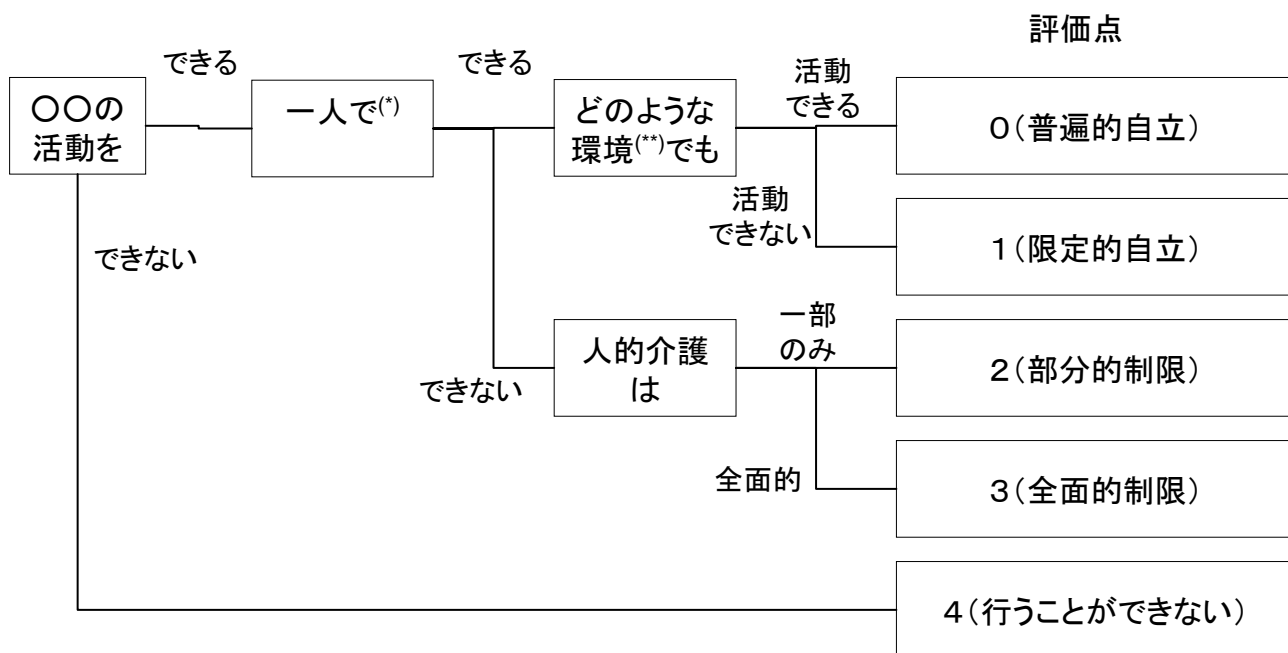 評価点
できる
できる
活動
できる
〇〇の
活動を
一人で(*)
どのような
環境(**)でも
0(普遍的自立)
活動
できない
1(限定的自立)
できない
一部
のみ
人的介護
は
2(部分的制限)
できない
全面的
3(全面的制限)
4(行うことができない)